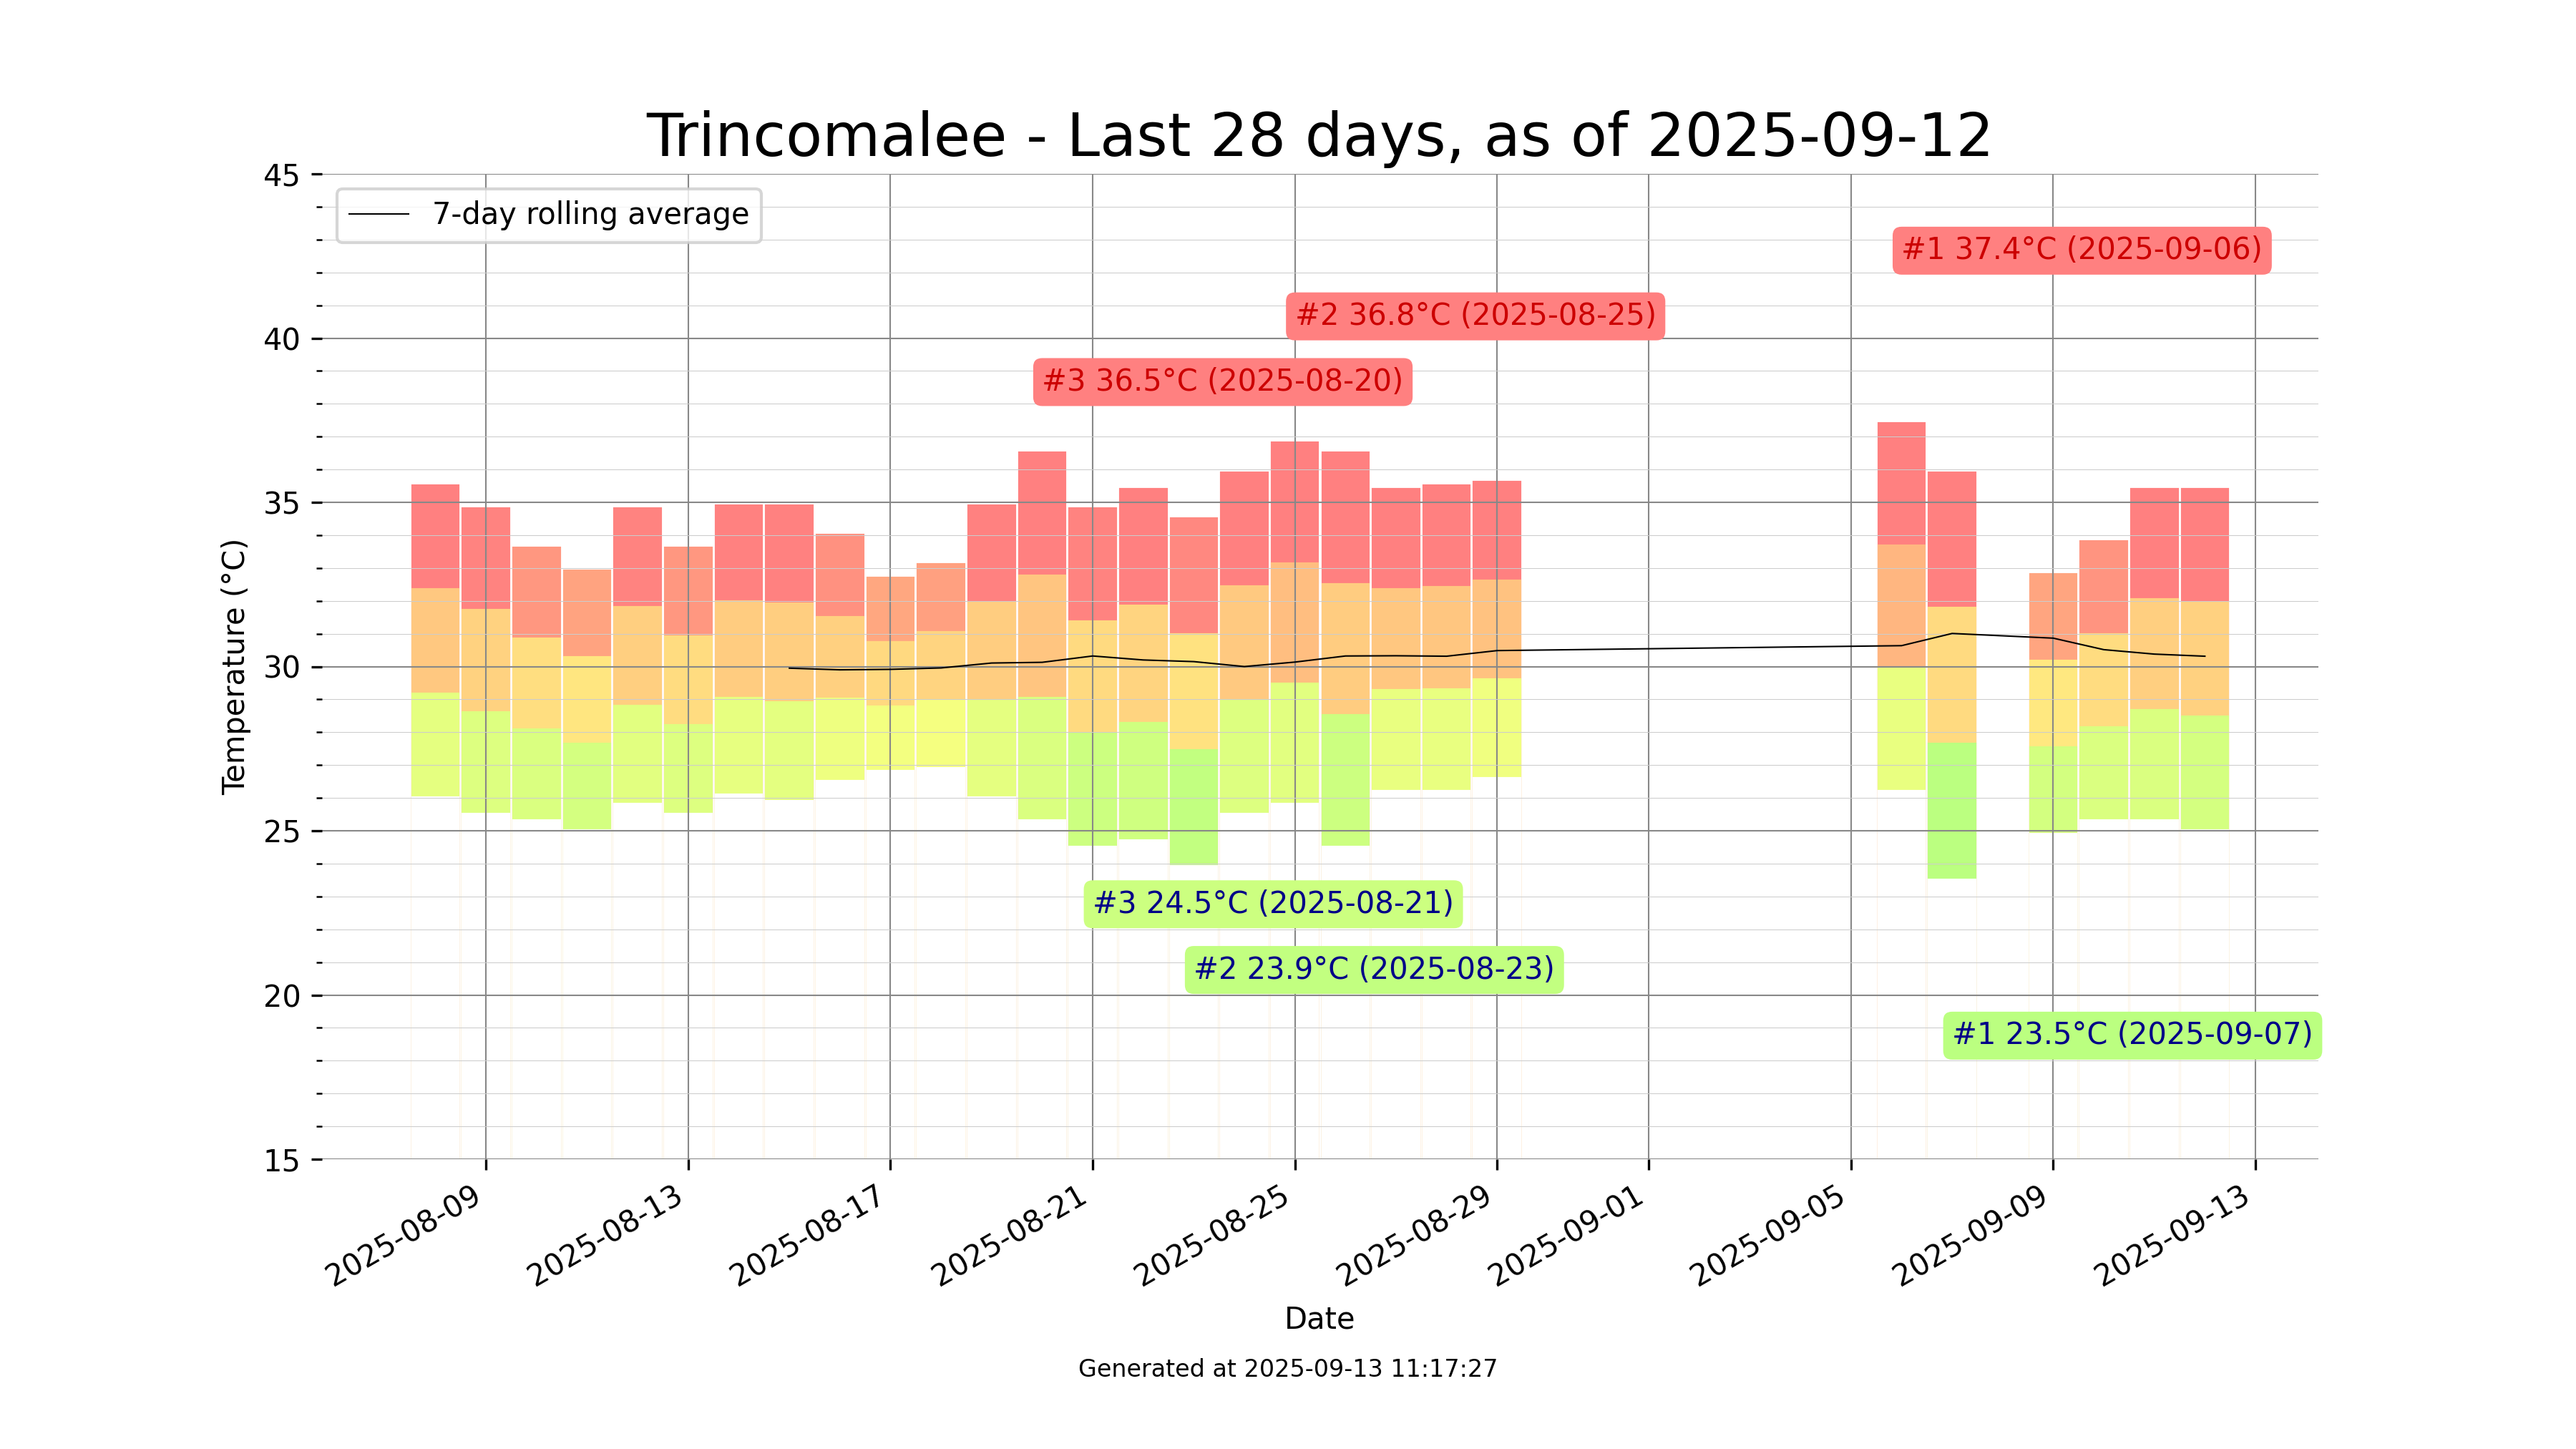 Trincomalee - Last 28 days, as of 2025-09-12
45
7-day rolling average
#1 37.4°C (2025-09-06)
#2 36.8°C (2025-08-25)
40
#3 36.5°C (2025-08-20)
35
Temperature (°C)
30
25
#3 24.5°C (2025-08-21)
#2 23.9°C (2025-08-23)
20
#1 23.5°C (2025-09-07)
15
2025-08-09
2025-08-13
2025-08-17
2025-08-21
2025-08-25
2025-08-29
2025-09-01
2025-09-05
2025-09-09
2025-09-13
Date
Generated at 2025-09-13 11:17:27